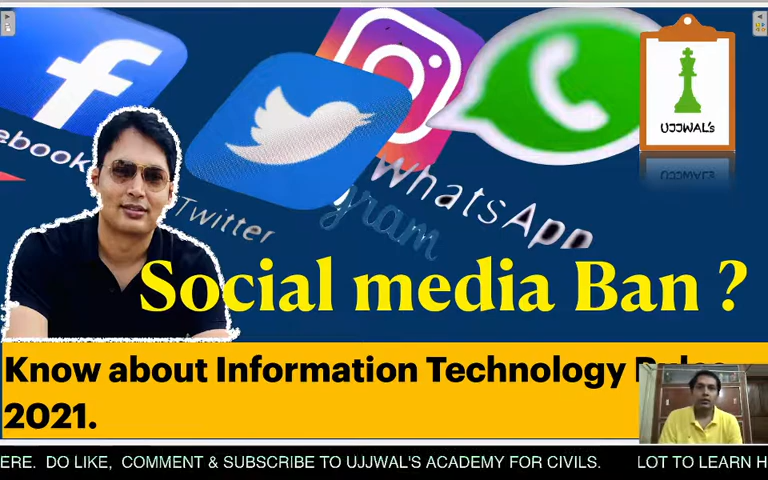 UJJWAL's
Twitter
WhatsApp
gram
Social media Ban ?
Know about Information Technology
2021.
ERE. DO LIKE, COMMENT & SUBSCRIBE TO UJJWAL'S ACADEMY FOR CIVILS. LOT TO LEARN H